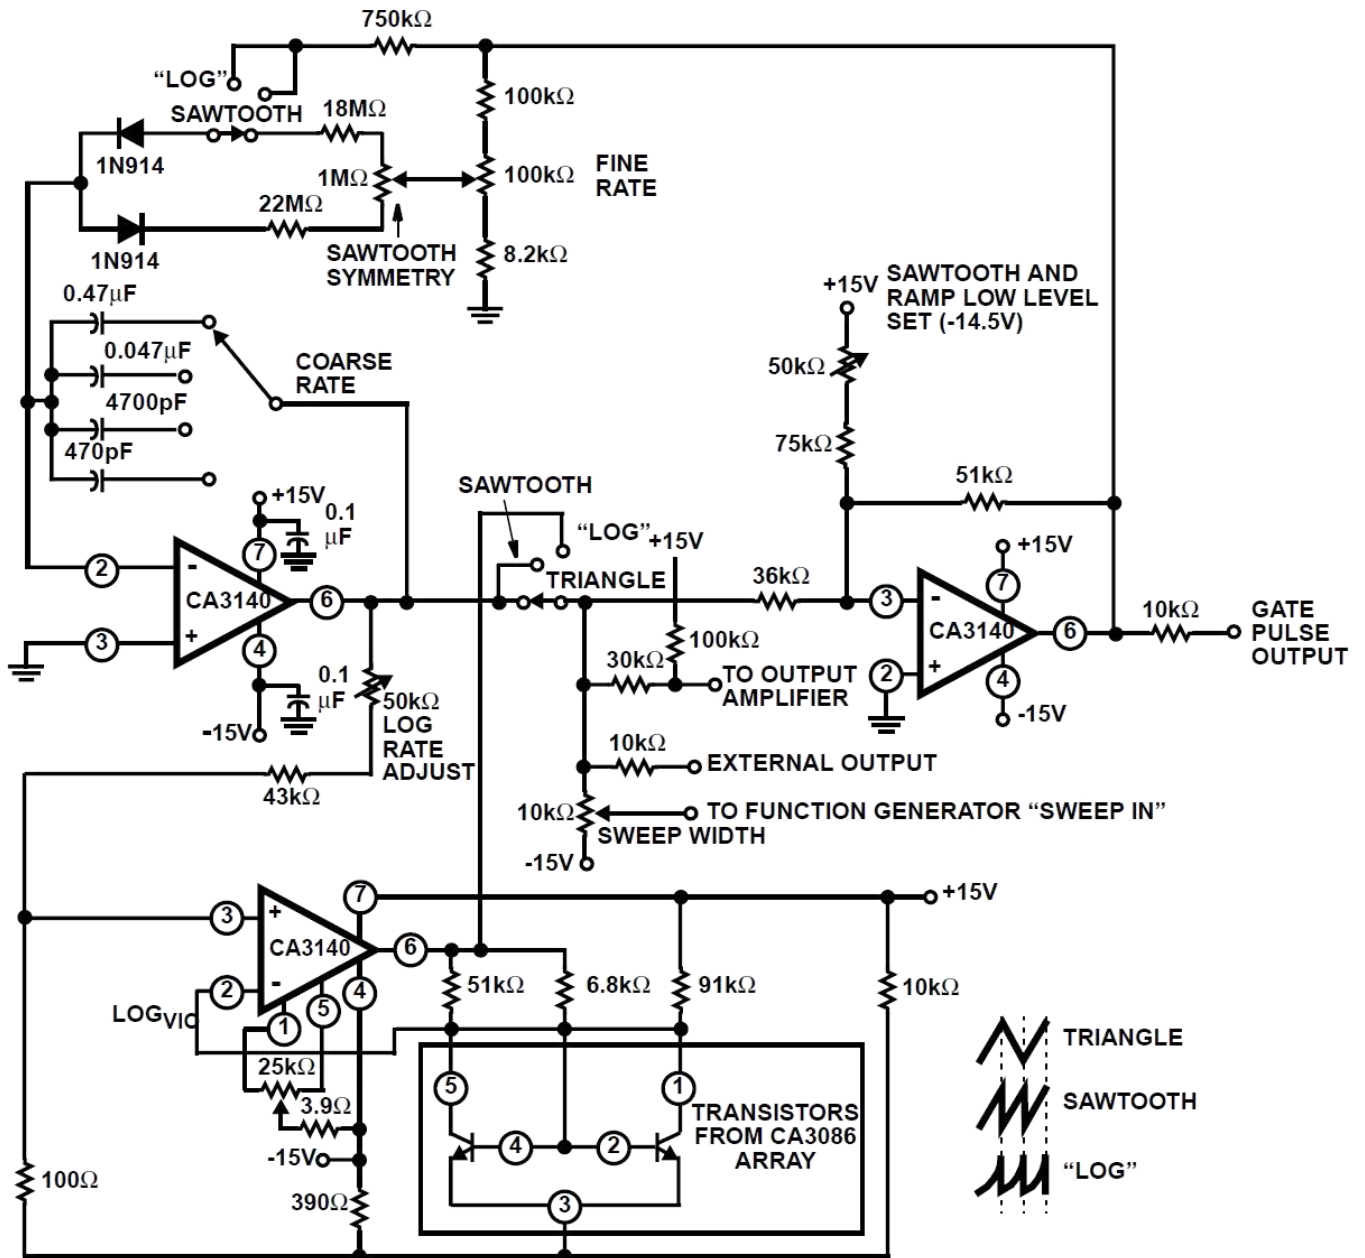 750kΩ
“LOG”
SAWTOOTH
18MΩ
100kΩ
1N914
1MΩ
100kΩ
FINE
RATE
22MΩ
1N914
SAWTOOTH
SYMMETRY
8.2kΩ
0.47µF
0.047µF
4700pF
470pF
COARSE
RATE
+15V
SAWTOOTH AND
RAMP LOW LEVEL
SET (-14.5V)
50kΩ
75kΩ
51kΩ
SAWTOOTH
“LOG”
+15V
TRIANGLE
36kΩ
+15V
0.1
µF
7
2
-
CA3140
6
3
+
4
0.1
µF
-15V
50kΩ
LOG
RATE
ADJUST
43kΩ
100kΩ
30kΩ
TO OUTPUT
AMPLIFIER
10kΩ
EXTERNAL OUTPUT
10kΩ
TO FUNCTION GENERATOR “SWEEP IN”
SWEEP WIDTH
-15V
+15V
7
3
-
CA3140
6
2
+
4
-15V
10kΩ
GATE
PULSE
OUTPUT
7
+15V
3
+
CA3140
6
2
-
4
5
1
LOGVIO
25kΩ
3.9Ω
-15V
390Ω
100Ω
51kΩ
6.8kΩ
91kΩ
10kΩ
5
1
TRANSISTORS
FROM CA3086
ARRAY
4
2
3
TRIANGLE
SAWTOOTH
“LOG”